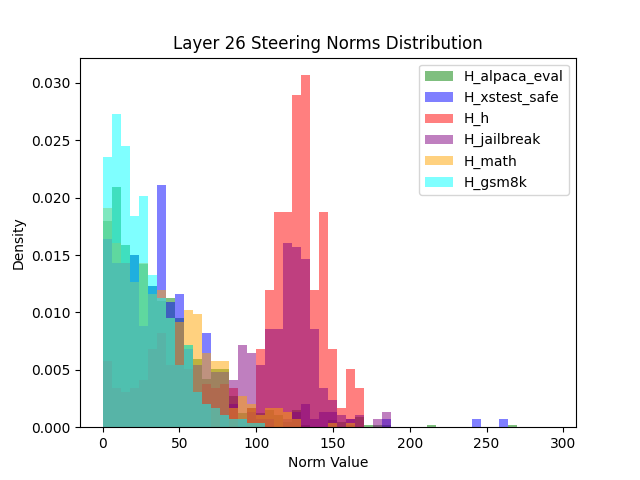 Layer 26 Steering Norms Distribution
0.030
0.025
0.020
0.015
0.010
0.005
0.000
Density
H_alpaca_eval
H_xstest_safe
H_h
H_jailbreak
H_math
H_gsm8k
0 50 100 150 200 250 300
Norm Value